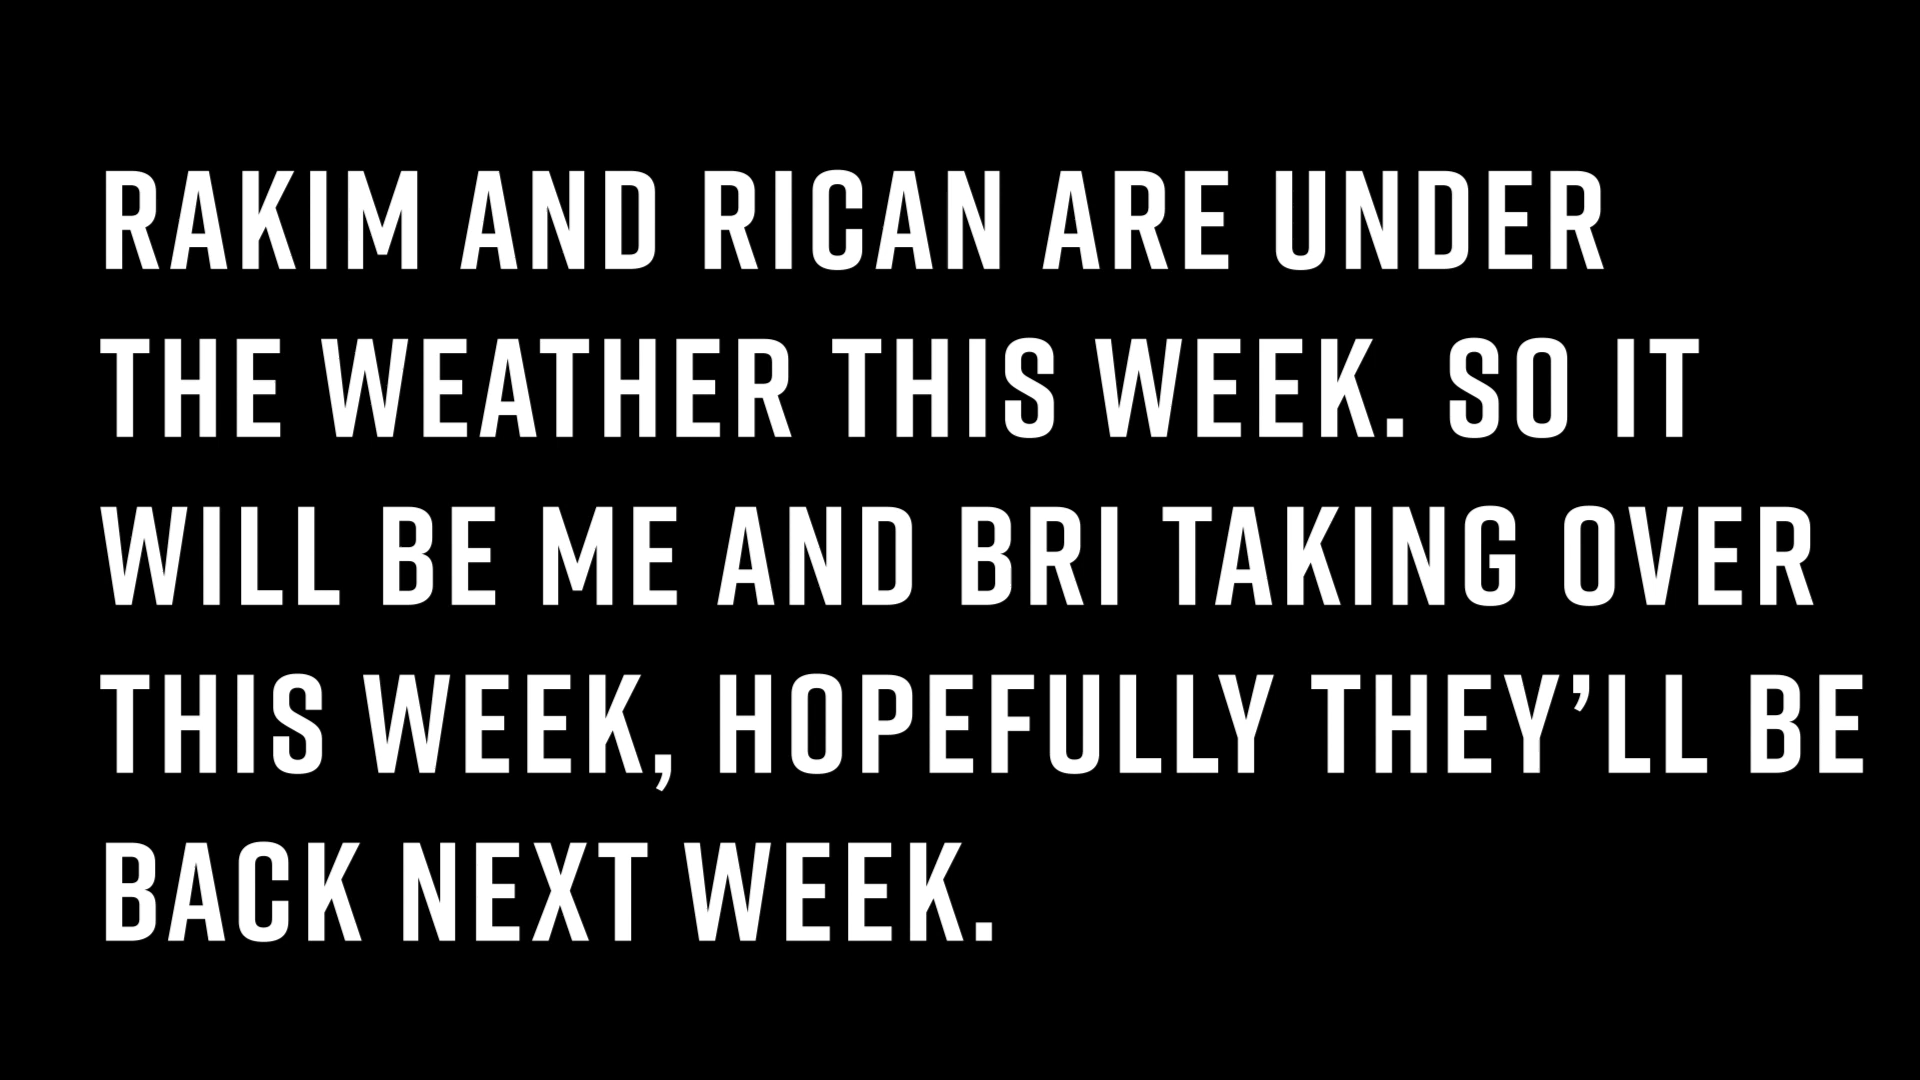 RAKIM AND RICAN ARE UNDER
THE WEATHER THIS WEEK. SO IT
WILL BE ME AND BRI TAKING OVER
THIS WEEK, HOPEFULLY THEY’LL BE
BACK NEXT WEEK.